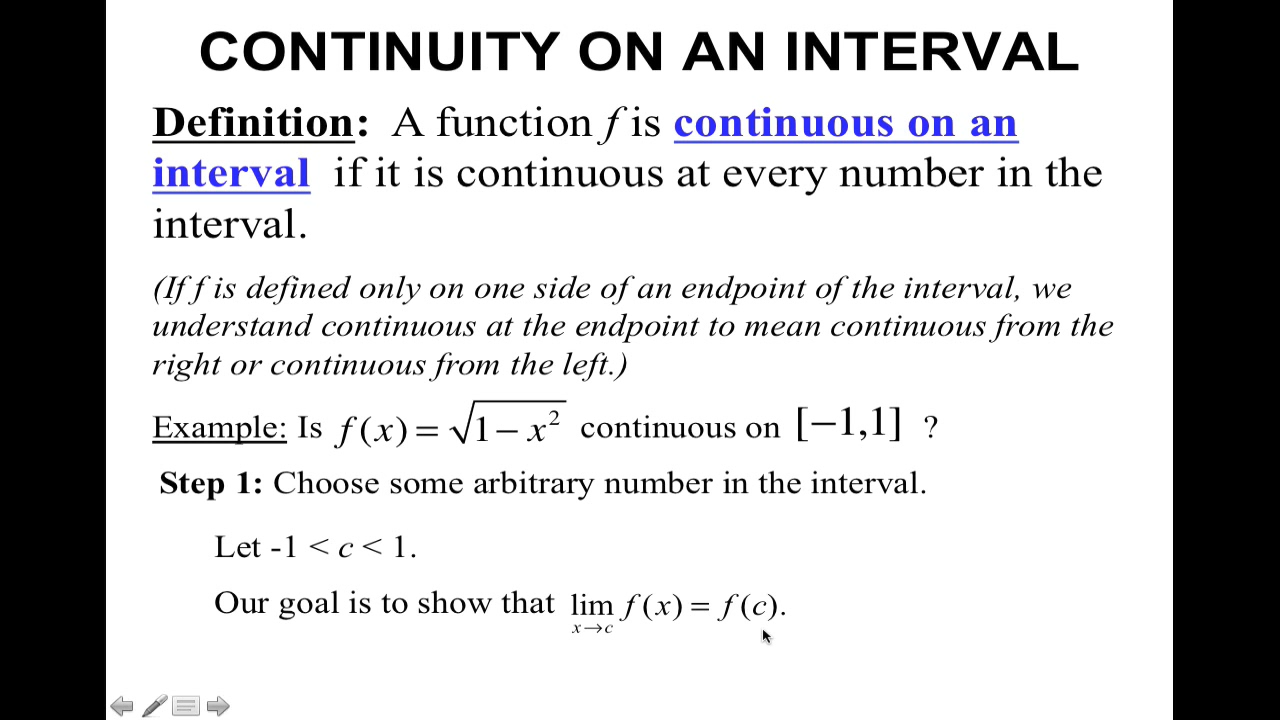 CONTINUITY ON AN INTERVAL
Definition: A function f is continuous on an
interval if it is continuous at every number in the
interval.
(If f is defined only on one side of an endpoint of the interval, we
understand continuous at the endpoint to mean continuous from the
right or continuous from the left.)
Example: Is f(x) = √(1 − x²) continuous on [−1,1] ?
Step 1: Choose some arbitrary number in the interval.
Let -1 < c < 1.
Our goal is to show that lim x→c f(x) = f(c).